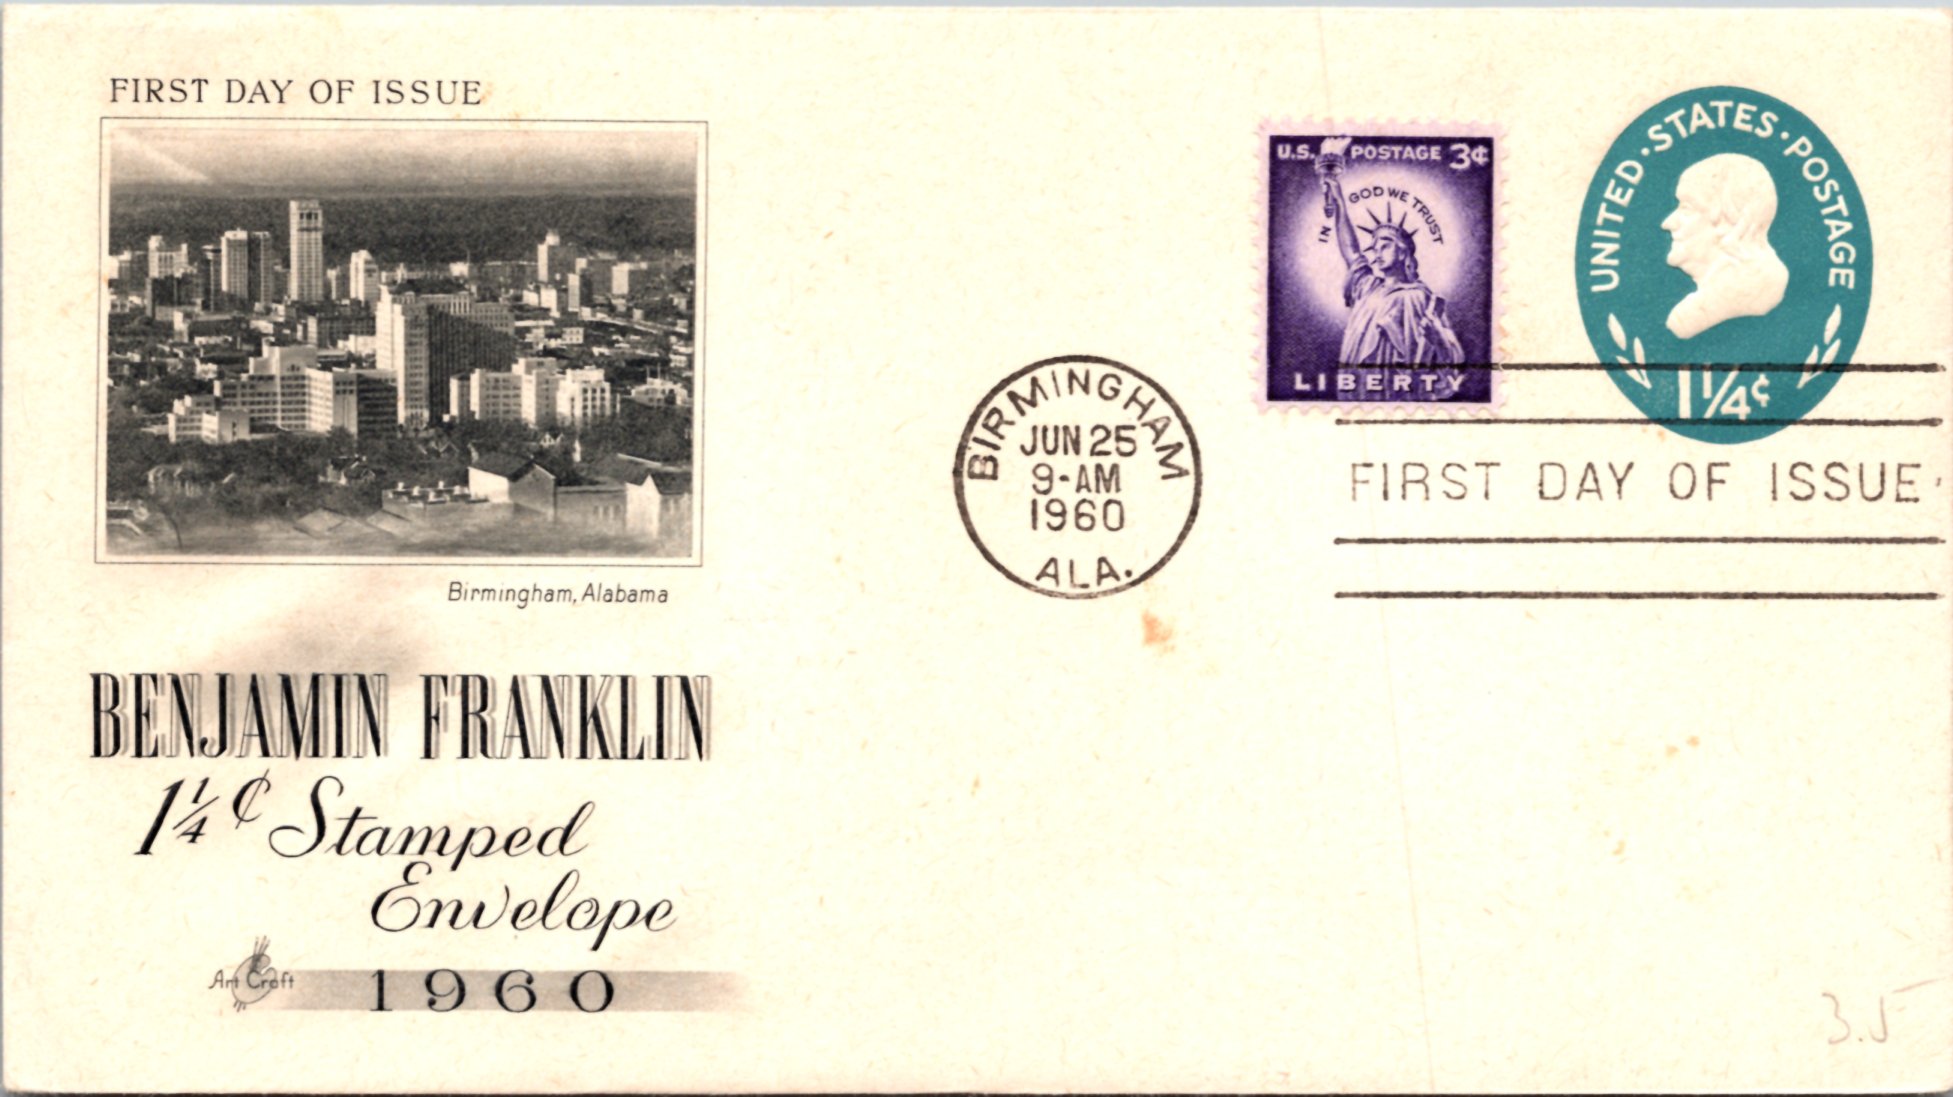 FIRST DAY OF ISSUE
Birmingham, Alabama
BENJAMIN FRANKLIN
1¼¢ Stamped
Envelope
Art Craft
1960
BIRMINGHAM
JUN 25
9-AM
1960
ALA.
U.S. POSTAGE 3¢
IN GOD WE TRUST
LIBERTY
UNITED·STATES·POSTAGE
1¼¢
FIRST DAY OF ISSUE
3.5